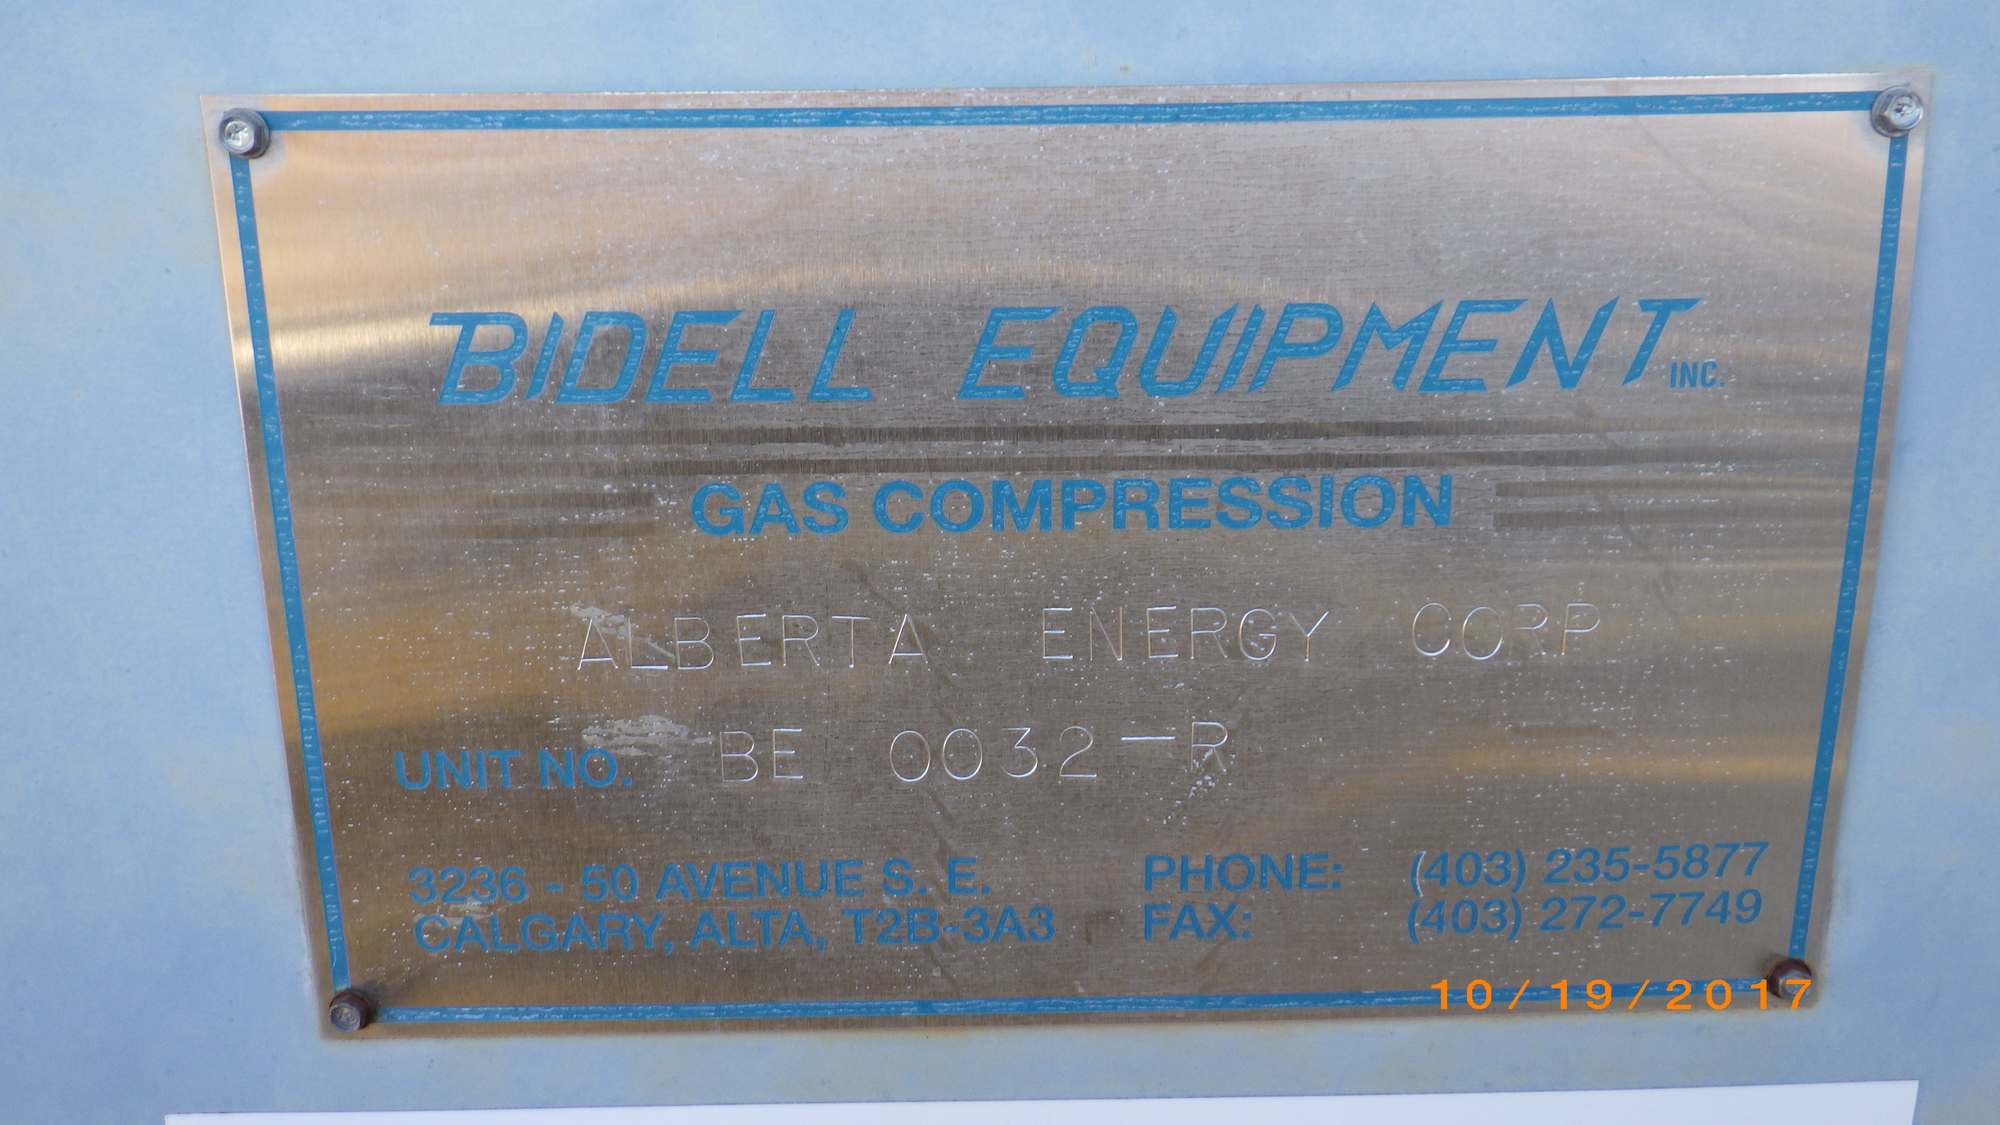 BIDELL EQUIPMENT INC.
GAS COMPRESSION
ALBERTA ENERGY CORP
UNIT NO. BE 0032-R
3236 - 50 AVENUE S. E. PHONE: (403) 235-5877
CALGARY, ALTA, T2B-3A3 FAX: (403) 272-7749
10/19/2017